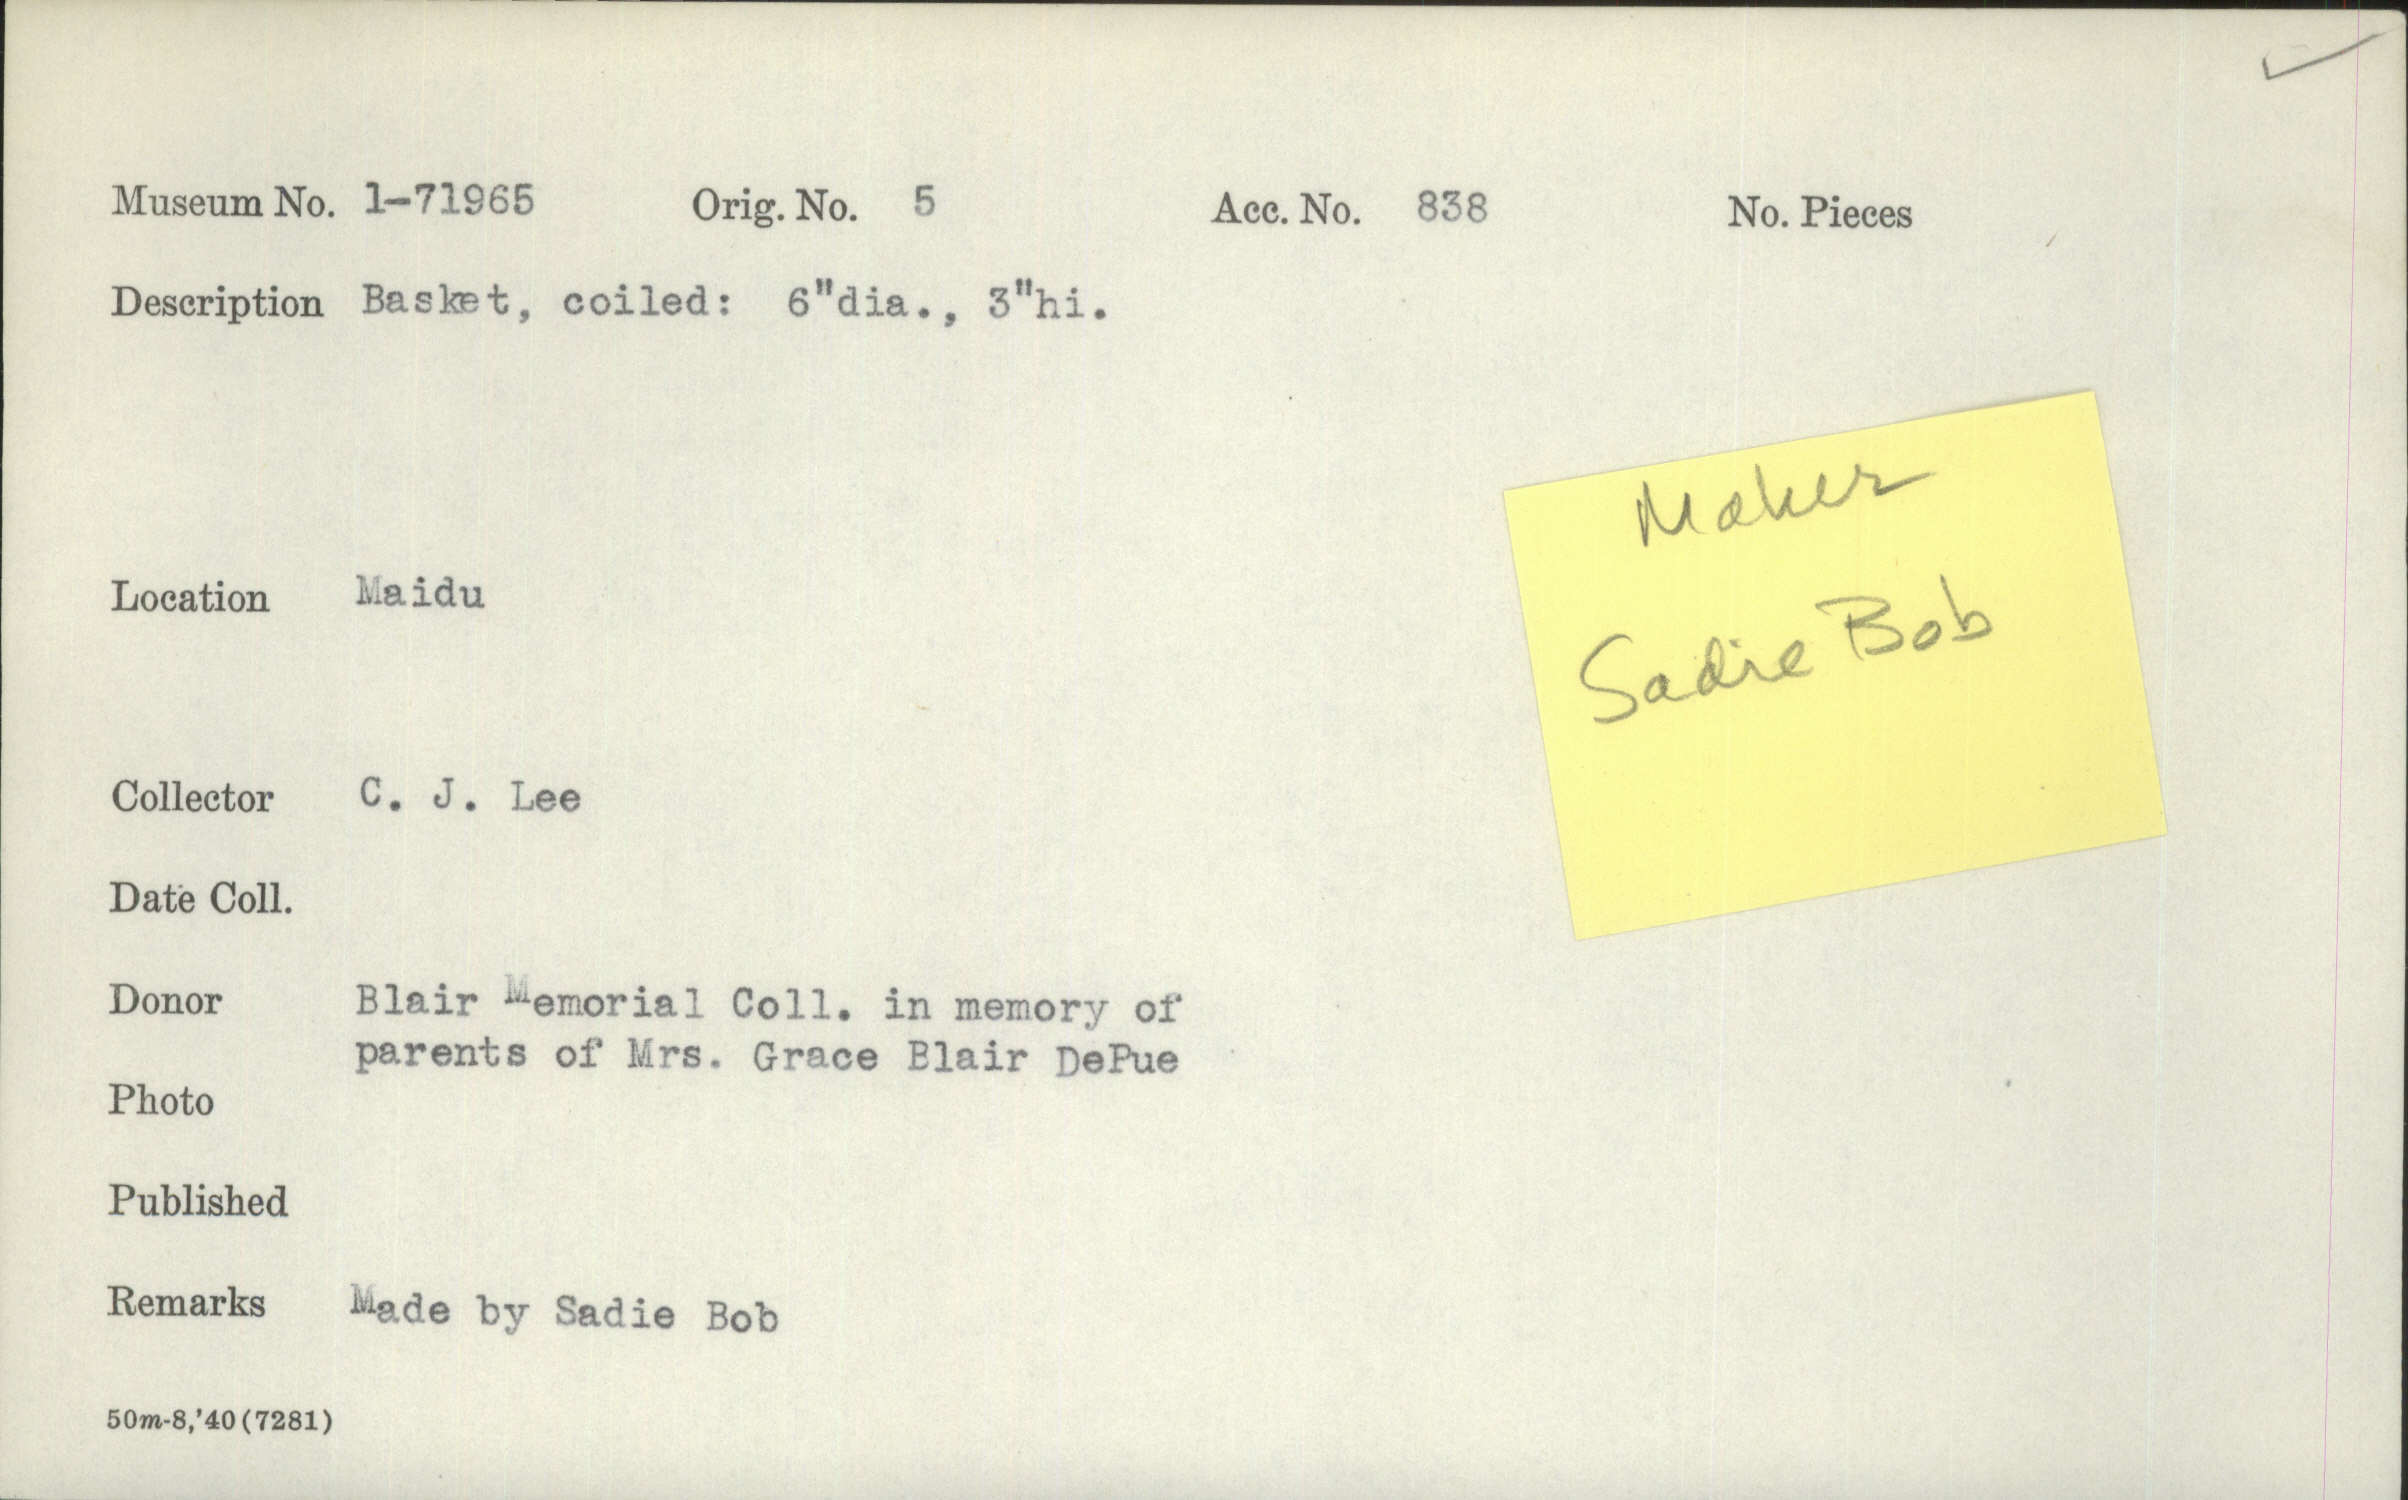 Museum No. 1-71965 Orig. No. 5 Acc. No. 838 No. Pieces
Description Basket, coiled: 6"dia., 3"hi.
Maker
Sadie Bob
Location Maidu
Collector C. J. Lee
Date Coll.
Donor Blair Memorial Coll. in memory of
parents of Mrs. Grace Blair DePue
Photo
Published
Remarks Made by Sadie Bob
50m-8,'40(7281)